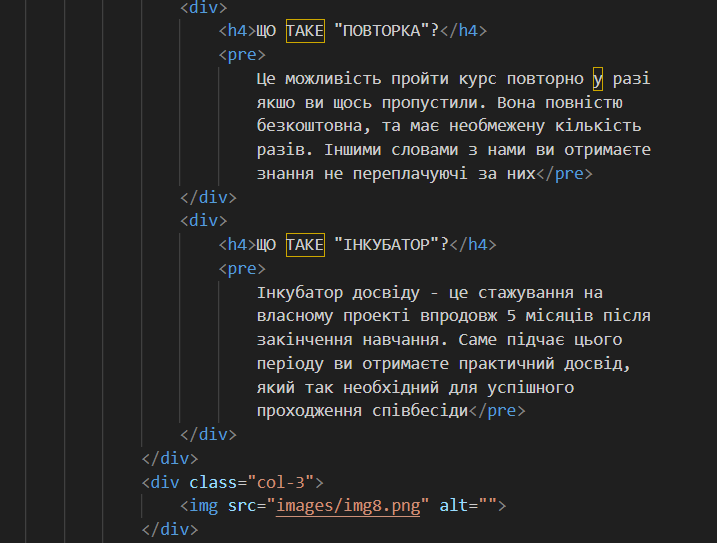 <div>
<h4>ЩО ТАКЕ "ПОВТОРКА"?</h4>
<pre>
Це можливість пройти курс повторно у разі
якшо ви щось пропустили. Вона повністю
безкоштовна, та має необмежену кількість
разів. Іншими словами з нами ви отримаєте
знання не переплачуючі за них</pre>
</div>
<div>
<h4>ЩО ТАКЕ "ІНКУБАТОР"?</h4>
<pre>
Інкубатор досвіду - це стажування на
власному проекті впродовж 5 місяців після
закінчення навчання. Саме підчає цього
періоду ви отримаєте практичний досвід,
який так необхідний для успішного
проходження співбесіди</pre>
</div>
</div>
<div class="col-3">
<img src="images/img8.png" alt="">
</div>